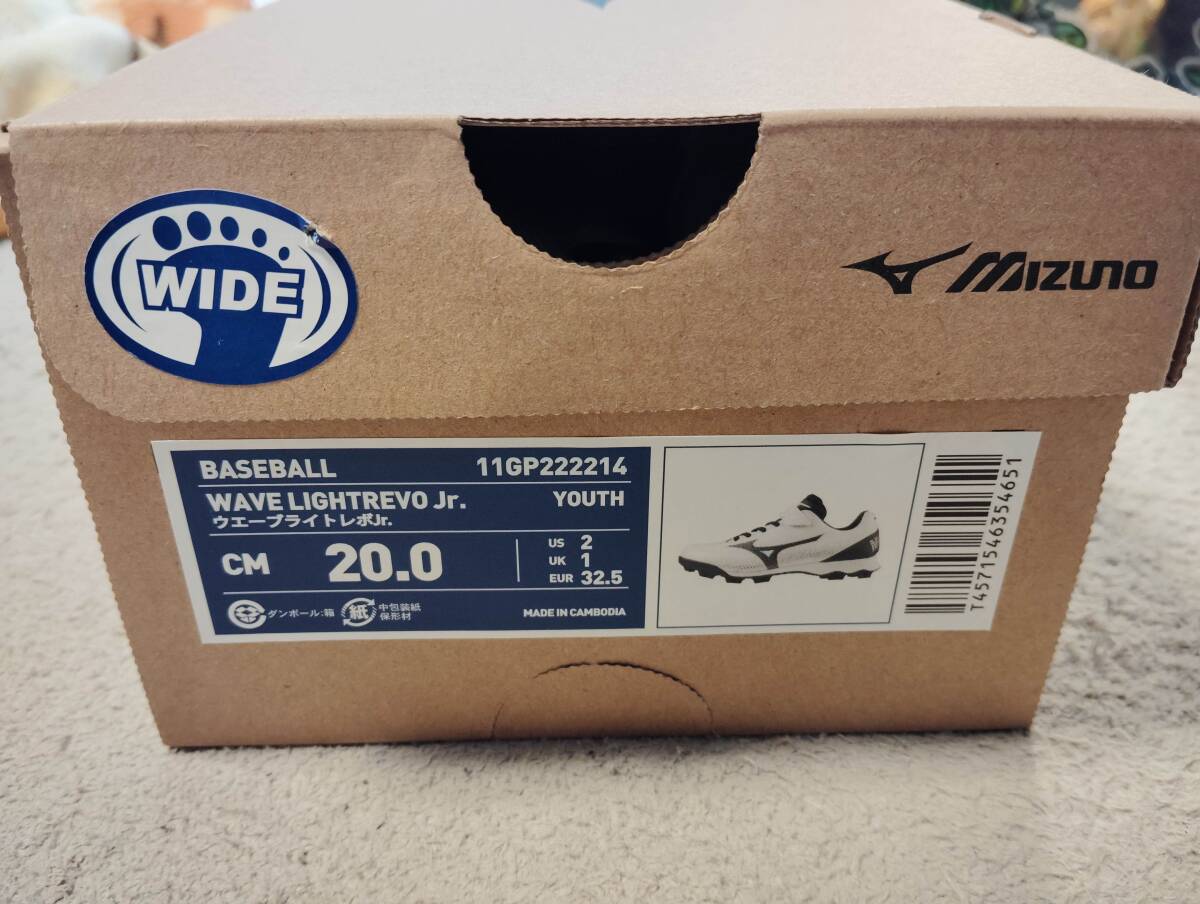 WIDE
MIZUNO
BASEBALL 11GP222214
WAVE LIGHTREVO Jr. YOUTH
ウエーブライトレボJr.
CM 20.0
US 2
UK 1
EUR 32.5
ダンボール:箱
紙
中包装紙
保形材
MADE IN CAMBODIA
T4571546354651